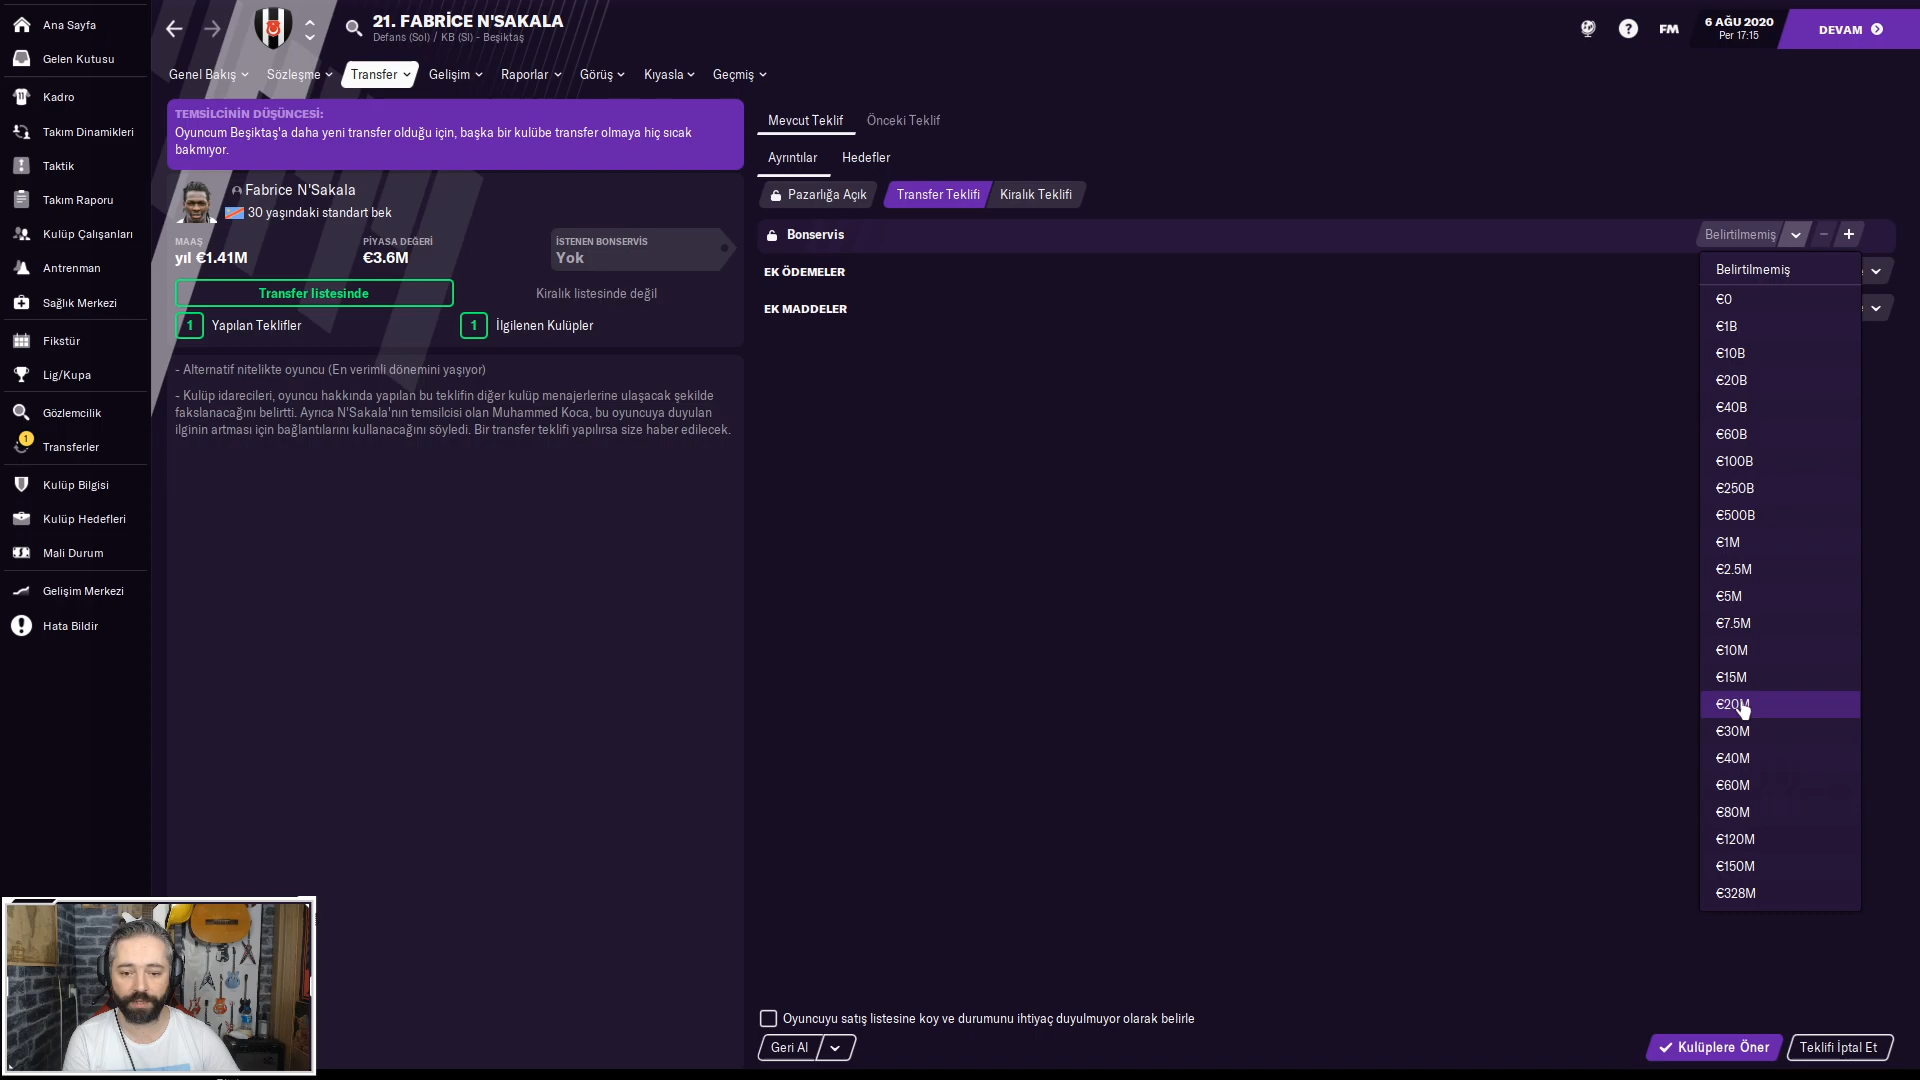 Ana Sayfa
Gelen Kutusu
Kadro
Takım Dinamikleri
Taktik
Takım Raporu
Kulüp Çalışanları
Antrenman
Sağlık Merkezi
Fikstür
Lig/Kupa
Gözlemcilik
1
Transferler
Kulüp Bilgisi
Kulüp Hedefleri
Mali Durum
Gelişim Merkezi
Hata Bildir
21. FABRİCE N'SAKALA
Defans (Sol) / KB (Sl) - Beşiktaş
FM
6 AĞU 2020
Per 17:15
DEVAM
Genel Bakış
Sözleşme
Transfer
Gelişim
Raporlar
Görüş
Kıyasla
Geçmiş
TEMSİLCİNİN DÜŞÜNCESİ:
Oyuncum Beşiktaş'a daha yeni transfer olduğu için, başka bir kulübe transfer olmaya hiç sıcak
bakmıyor.
Fabrice N'Sakala
30 yaşındaki standart bek
MAAŞ
yıl €1.41M
PİYASA DEĞERİ
€3.6M
İSTENEN BONSERVİS
Yok
Transfer listesinde
Kiralık listesinde değil
1 Yapılan Teklifler
1 İlgilenen Kulüpler
- Alternatif nitelikte oyuncu (En verimli dönemini yaşıyor)
- Kulüp idarecileri, oyuncu hakkında yapılan bu teklifin diğer kulüp menajerlerine ulaşacak şekilde
fakslanacağını belirtti. Ayrıca N'Sakala'nın temsilcisi olan Muhammed Koca, bu oyuncuya duyulan
ilginin artması için bağlantılarını kullanacağını söyledi. Bir transfer teklifi yapılırsa size haber edilecek.
Mevcut Teklif
Önceki Teklif
Ayrıntılar
Hedefler
Pazarlığa Açık
Transfer Teklifi
Kiralık Teklifi
Bonservis
Belirtilmemiş
EK ÖDEMELER
EK MADDELER
Belirtilmemiş
€0
€1B
€10B
€20B
€40B
€60B
€100B
€250B
€500B
€1M
€2.5M
€5M
€7.5M
€10M
€15M
€20M
€30M
€40M
€60M
€80M
€120M
€150M
€328M
Oyuncuyu satış listesine koy ve durumunu ihtiyaç duyulmuyor olarak belirle
Geri Al
Kulüplere Öner
Teklifi İptal Et